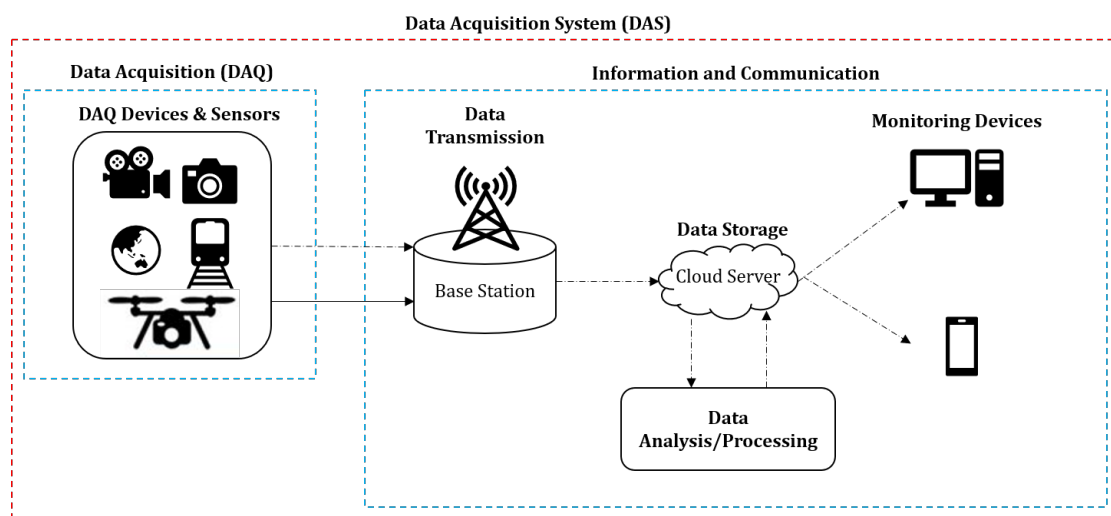 Data Acquisition System (DAS)
Data Acquisition (DAQ)
DAQ Devices & Sensors
Information and Communication
Data
Transmission
Base Station
Data Storage
Cloud Server
Monitoring Devices
Data
Analysis/Processing